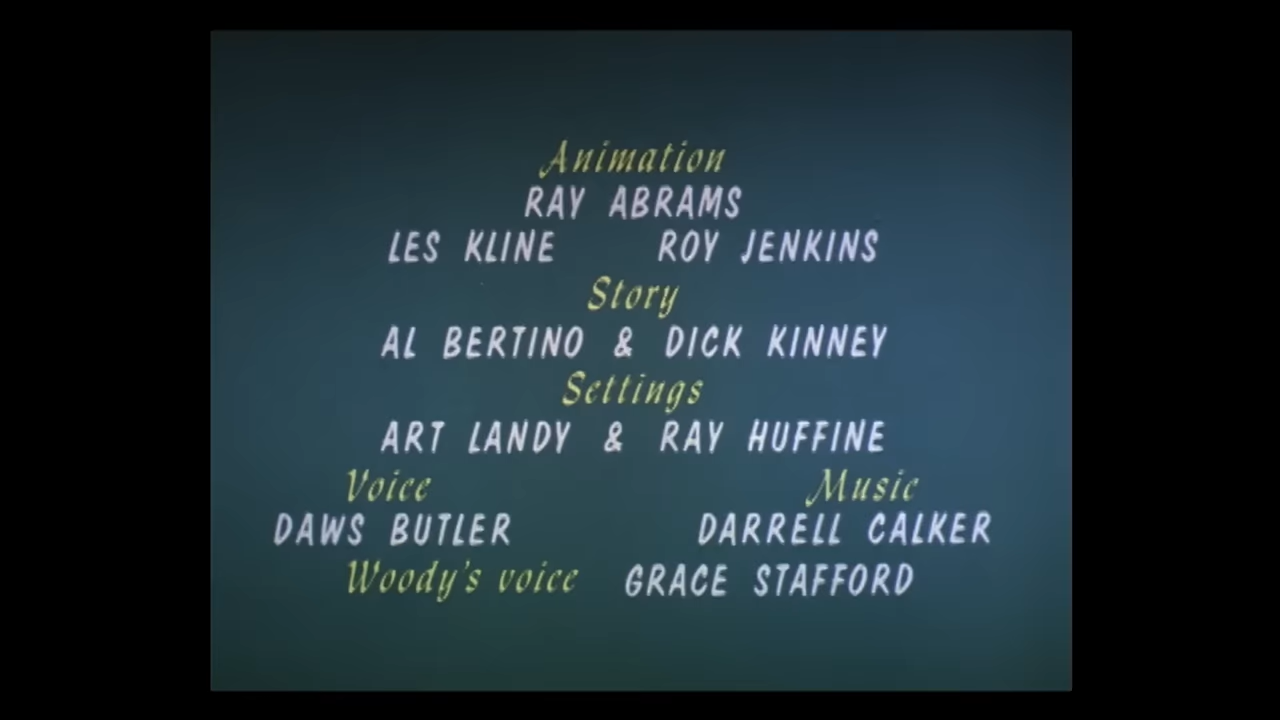 Animation
RAY ABRAMS
LES KLINE ROY JENKINS
Story
AL BERTINO & DICK KINNEY
Settings
ART LANDY & RAY HUFFINE
Voice Music
DAWS BUTLER DARRELL CALKER
Woody's voice GRACE STAFFORD